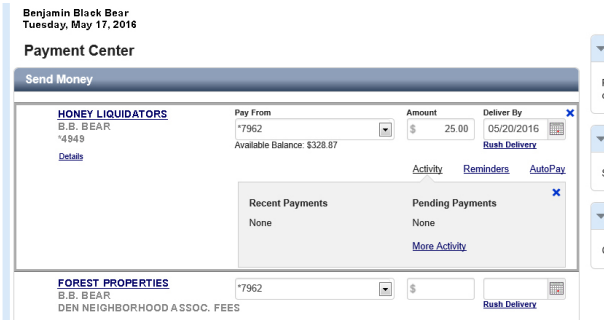 Benjamin Black Bear
Tuesday, May 17, 2016
Payment Center
Send Money
HONEY LIQUIDATORS
B.B. BEAR
*4949
Details
Pay From
*7962
Available Balance: $328.87
Amount
$ 25.00
Deliver By
05/20/2016
Rush Delivery
Activity Reminders AutoPay
Recent Payments
None
Pending Payments
None
More Activity
FOREST PROPERTIES
B.B. BEAR
DEN NEIGHBORHOOD ASSOC. FEES
*7962
$
Rush Delivery